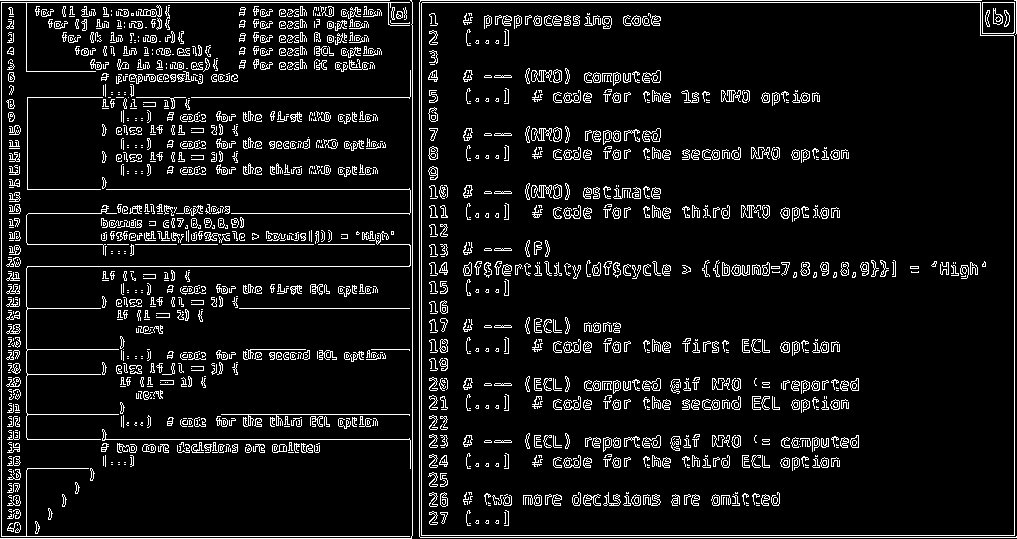 (a)
1 for (i in 1:no.nmo){ # for each NMO option
2 for (j in 1:no.f){ # for each F option
3 for (k in 1:no.r){ # for each R option
4 for (l in 1:no.ecl){ # for each ECL option
5 for (n in 1:no.ec){ # for each EC option
6 # preprocessing code
7 [...]
8 if (i == 1) {
9 [...] # code for the first NMO option
10 } else if (i == 2) {
11 [...] # code for the second NMO option
12 } else if (i == 3) {
13 [...] # code for the third NMO option
14 }
15
16 # fertility options
17 bounds = c(7,8,9,8,9)
18 df$fertility[df$cycle > bounds[j]] = 'High'
19 [...]
20
21 if (l == 1) {
22 [...] # code for the first ECL option
23 } else if (l == 2) {
24 if (i == 2) {
25 next
26 }
27 [...] # code for the second ECL option
28 } else if (l == 3) {
29 if (i == 1) {
30 next
31 }
32 [...] # code for the third ECL option
33 }
34 # two more decisions are omitted
35 [...]
36 }
37 }
38 }
39 }
40 }
(b)
1 # preprocessing code
2 [...]
3
4 # --- (NMO) computed
5 [...] # code for the 1st NMO option
6
7 # --- (NMO) reported
8 [...] # code for the second NMO option
9
10 # --- (NMO) estimate
11 [...] # code for the third NMO option
12
13 # --- (F)
14 df$fertility[df$cycle > {{bound=7,8,9,8,9}}] = 'High'
15 [...]
16
17 # --- (ECL) none
18 [...] # code for the first ECL option
19
20 # --- (ECL) computed @if NMO != reported
21 [...] # code for the second ECL option
22
23 # --- (ECL) reported @if NMO != computed
24 [...] # code for the third ECL option
25
26 # two more decisions are omitted
27 [...]